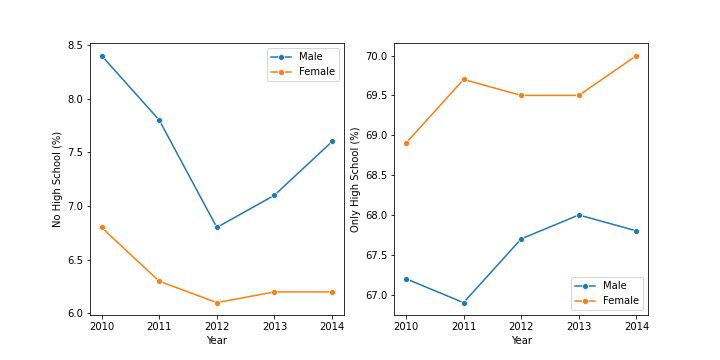 8.5
8.0
7.5
7.0
6.5
6.0
No High School (%)
2010 2011 2012 2013 2014
Year
Male
Female
70.0
69.5
69.0
68.5
68.0
67.5
67.0
Only High School (%)
2010 2011 2012 2013 2014
Year
Male
Female